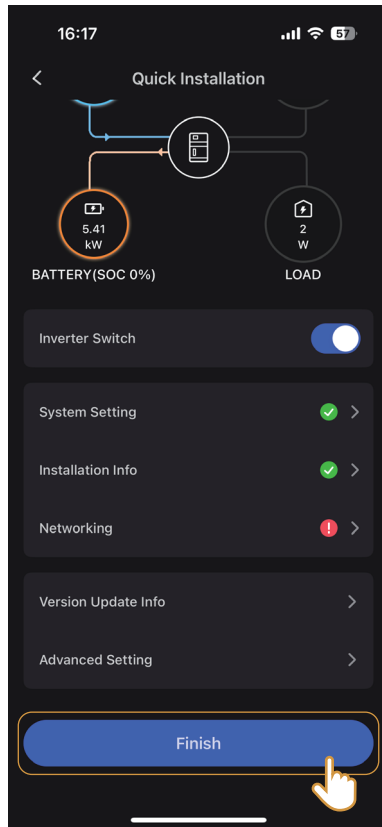 16:17
57
Quick Installation
5.41
kW
2
W
BATTERY(SOC 0%)
LOAD
Inverter Switch
System Setting
Installation Info
Networking
Version Update Info
Advanced Setting
Finish